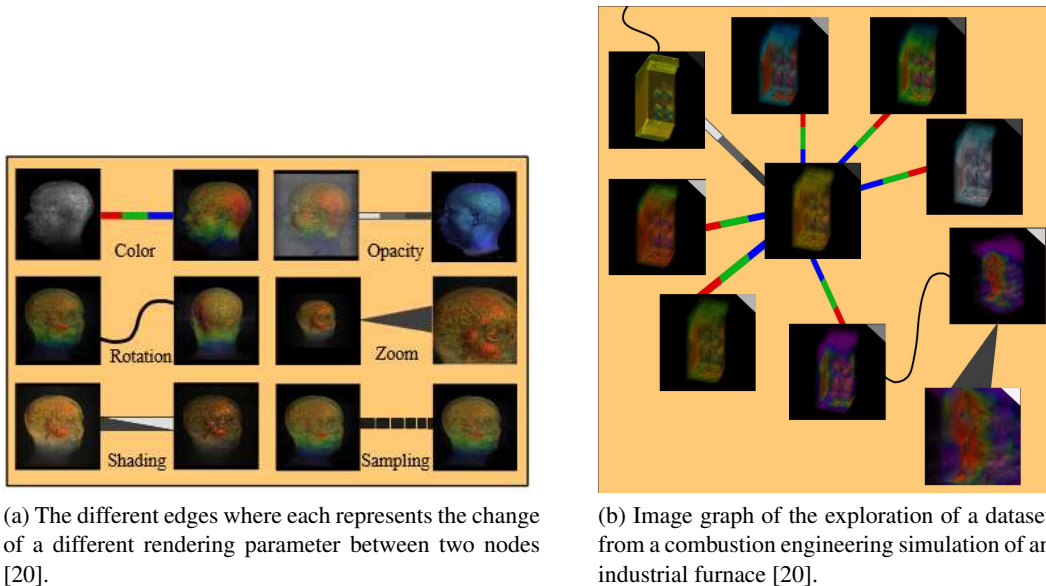 Color
Opacity
Rotation
Zoom
Shading
Sampling
(a) The different edges where each represents the change
of a different rendering parameter between two nodes
[20].
(b) Image graph of the exploration of a dataset
from a combustion engineering simulation of an
industrial furnace [20].